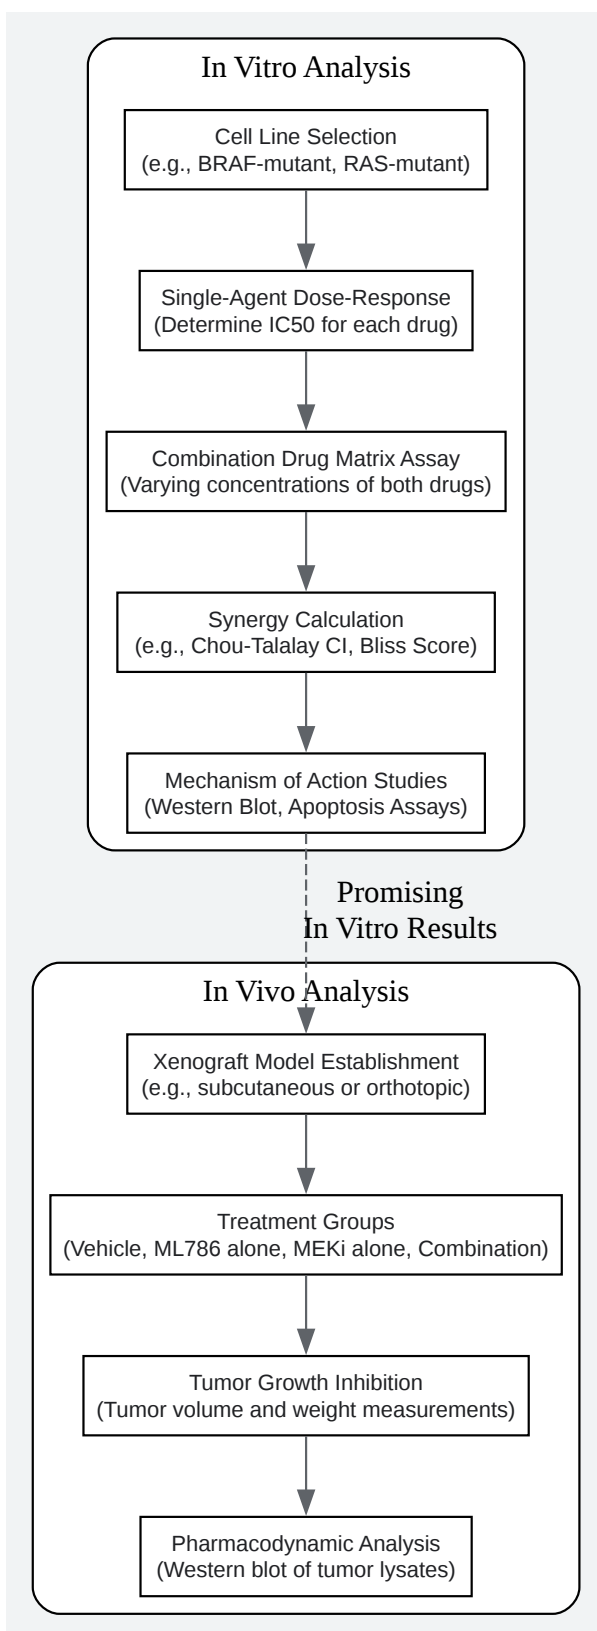 In Vitro Analysis
Cell Line Selection
(e.g., BRAF-mutant, RAS-mutant)
Single-Agent Dose-Response
(Determine IC50 for each drug)
Combination Drug Matrix Assay
(Varying concentrations of both drugs)
Synergy Calculation
(e.g., Chou-Talalay CI, Bliss Score)
Mechanism of Action Studies
(Western Blot, Apoptosis Assays)
Promising
In Vitro Results
In Vivo Analysis
Xenograft Model Establishment
(e.g., subcutaneous or orthotopic)
Treatment Groups
(Vehicle, ML786 alone, MEKi alone, Combination)
Tumor Growth Inhibition
(Tumor volume and weight measurements)
Pharmacodynamic Analysis
(Western blot of tumor lysates)